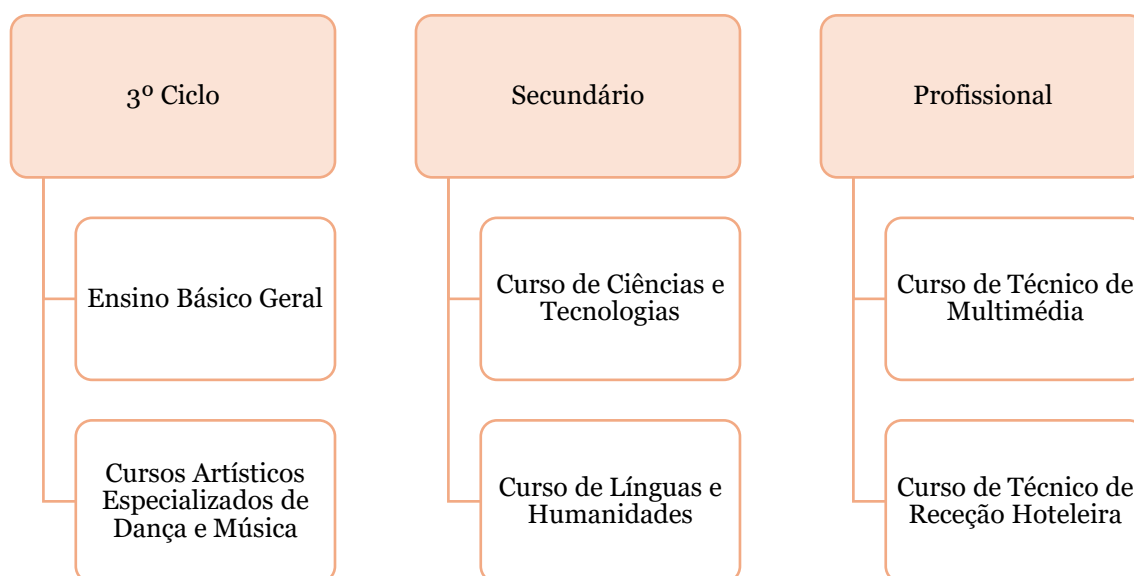 3º Ciclo
Ensino Básico Geral
Cursos Artísticos
Especializados de
Dança e Música
Secundário
Curso de Ciências e
Tecnologias
Curso de Línguas e
Humanidades
Profissional
Curso de Técnico de
Multimédia
Curso de Técnico de
Receção Hoteleira